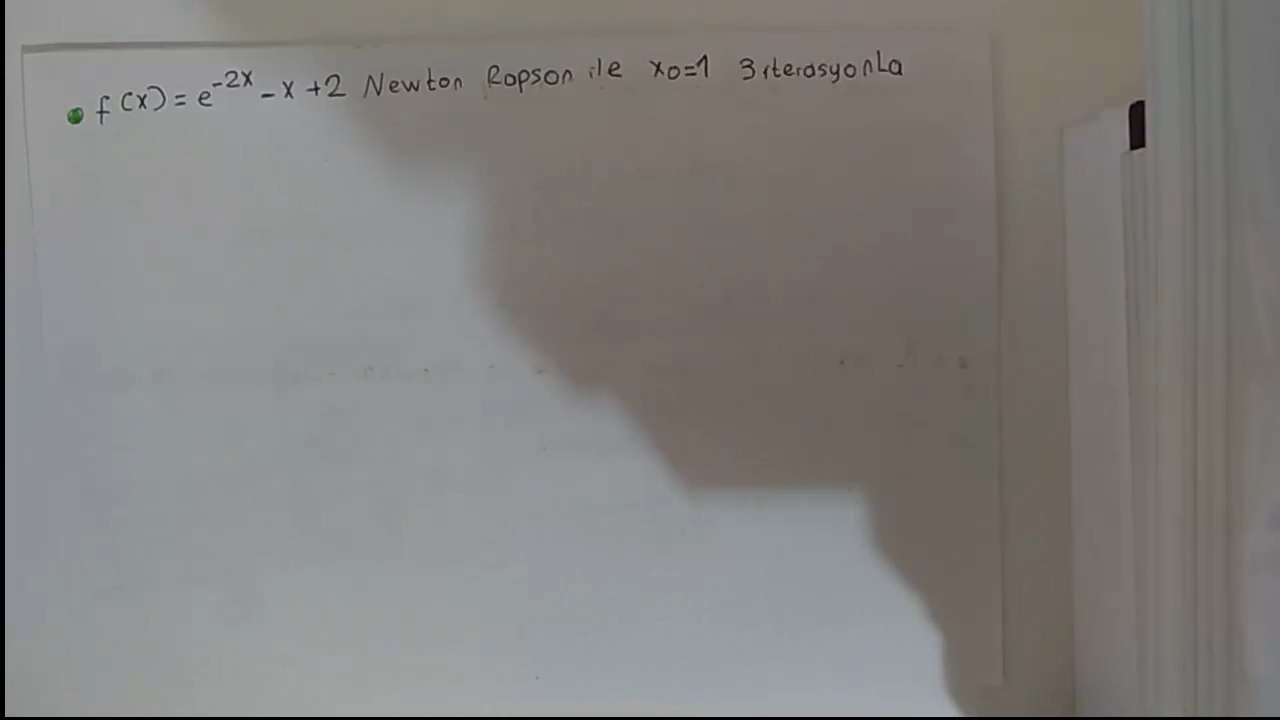 f(x) = e^-2x - x + 2 Newton Rapson ile x0=1 3 iterasyonla